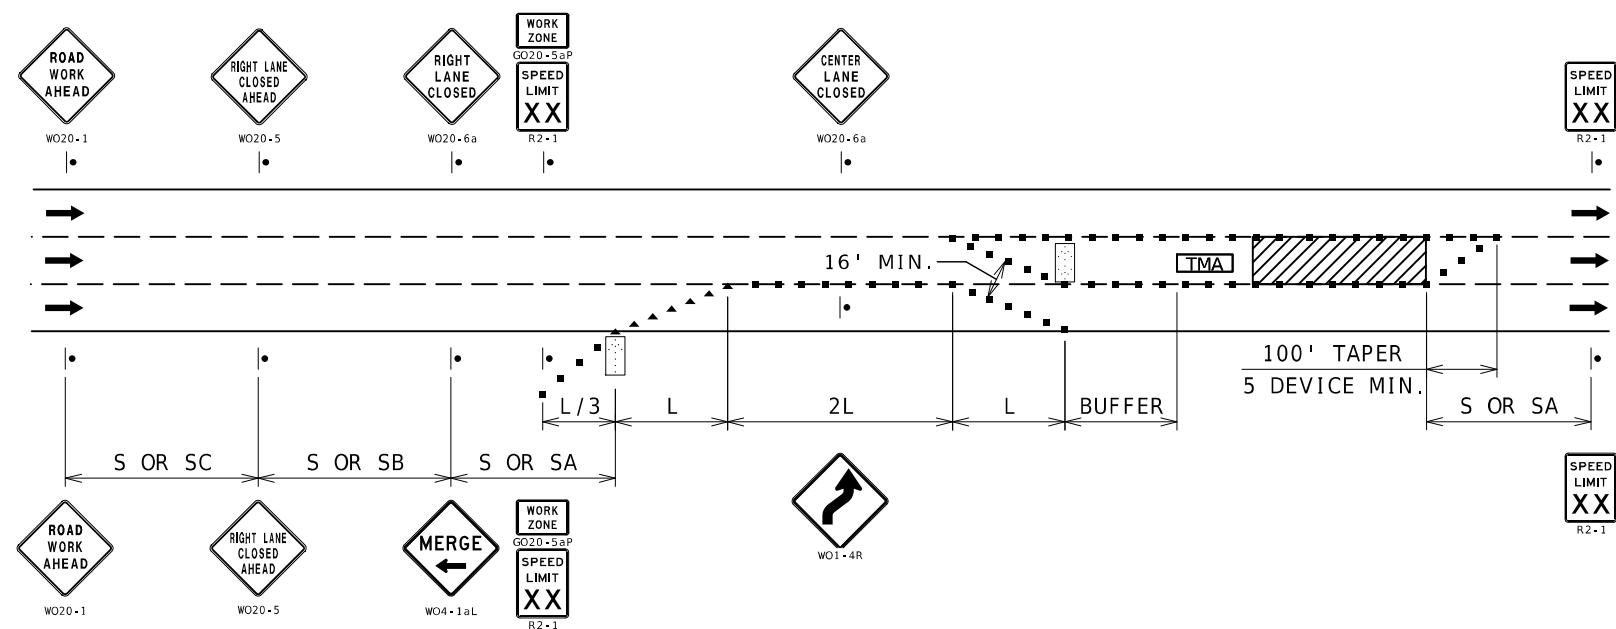 ROAD
WORK
AHEAD
WO20-1
RIGHT LANE
CLOSED
AHEAD
WO20-5
RIGHT
LANE
CLOSED
WO20-6a
WORK
ZONE
GO20-5aP
SPEED
LIMIT
XX
R2-1
CENTER
LANE
CLOSED
WO20-6a
SPEED
LIMIT
XX
R2-1
16' MIN.
TMA
100' TAPER
5 DEVICE MIN.
L/3
L
2L
L
BUFFER
S OR SA
S OR SC
S OR SB
S OR SA
ROAD
WORK
AHEAD
WO20-1
RIGHT LANE
CLOSED
AHEAD
WO20-5
MERGE
WO4-1aL
WORK
ZONE
GO20-5aP
SPEED
LIMIT
XX
R2-1
WO1-4R
SPEED
LIMIT
XX
R2-1